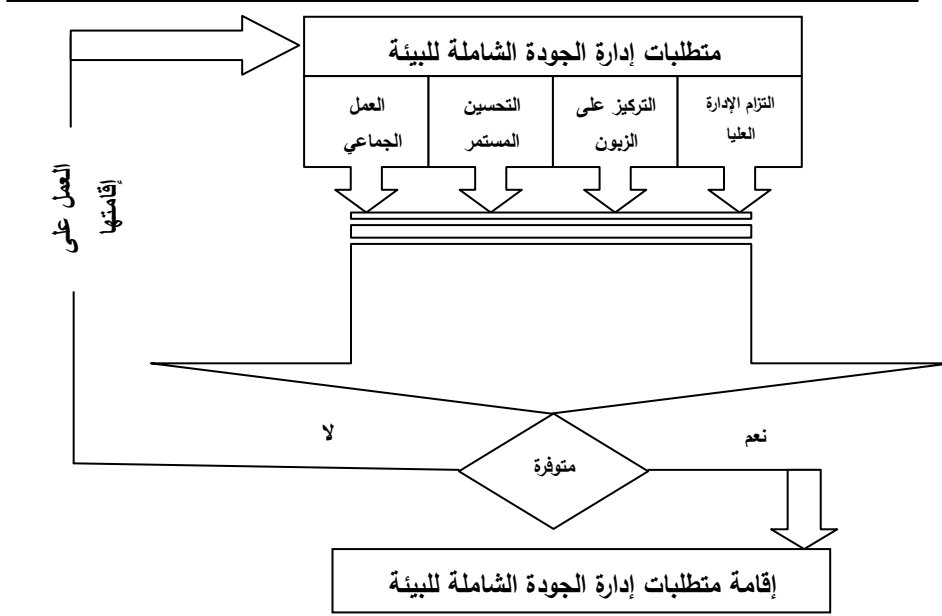 متطلبات إدارة الجودة الشاملة للبيئة
التزام الإدارة
العليا
التركيز على
الزبون
التحسين
المستمر
العمل
الجماعي
العمل على
إقامتها
نعم
لا
متوفرة
إقامة متطلبات إدارة الجودة الشاملة للبيئة